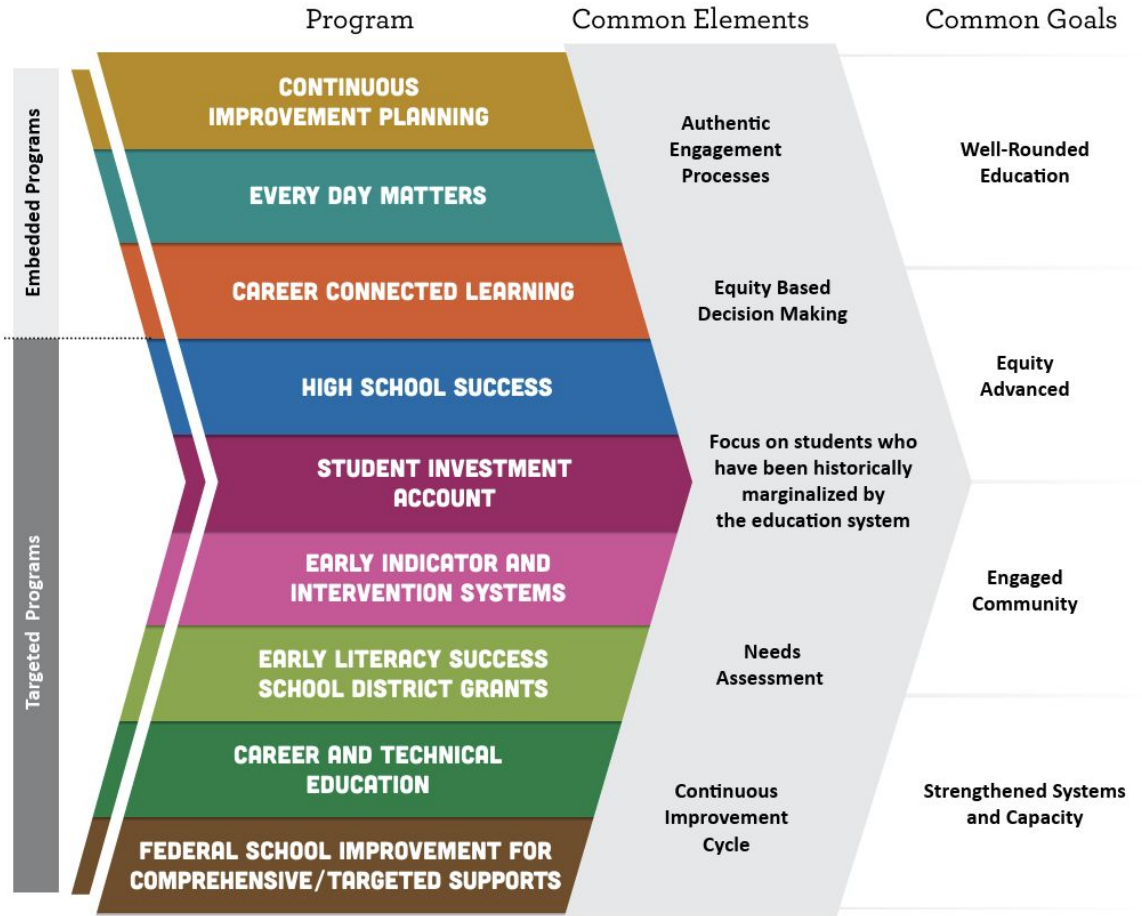 Program
Common Elements
Common Goals
Embedded Programs
Targeted Programs
CONTINUOUS
IMPROVEMENT PLANNING
EVERY DAY MATTERS
CAREER CONNECTED LEARNING
HIGH SCHOOL SUCCESS
STUDENT INVESTMENT
ACCOUNT
EARLY INDICATOR AND
INTERVENTION SYSTEMS
EARLY LITERACY SUCCESS
SCHOOL DISTRICT GRANTS
CAREER AND TECHNICAL
EDUCATION
FEDERAL SCHOOL IMPROVEMENT FOR
COMPREHENSIVE/TARGETED SUPPORTS
Authentic
Engagement
Processes
Equity Based
Decision Making
Focus on students who
have been historically
marginalized by
the education system
Needs
Assessment
Continuous
Improvement
Cycle
Well-Rounded
Education
Equity
Advanced
Engaged
Community
Strengthened Systems
and Capacity